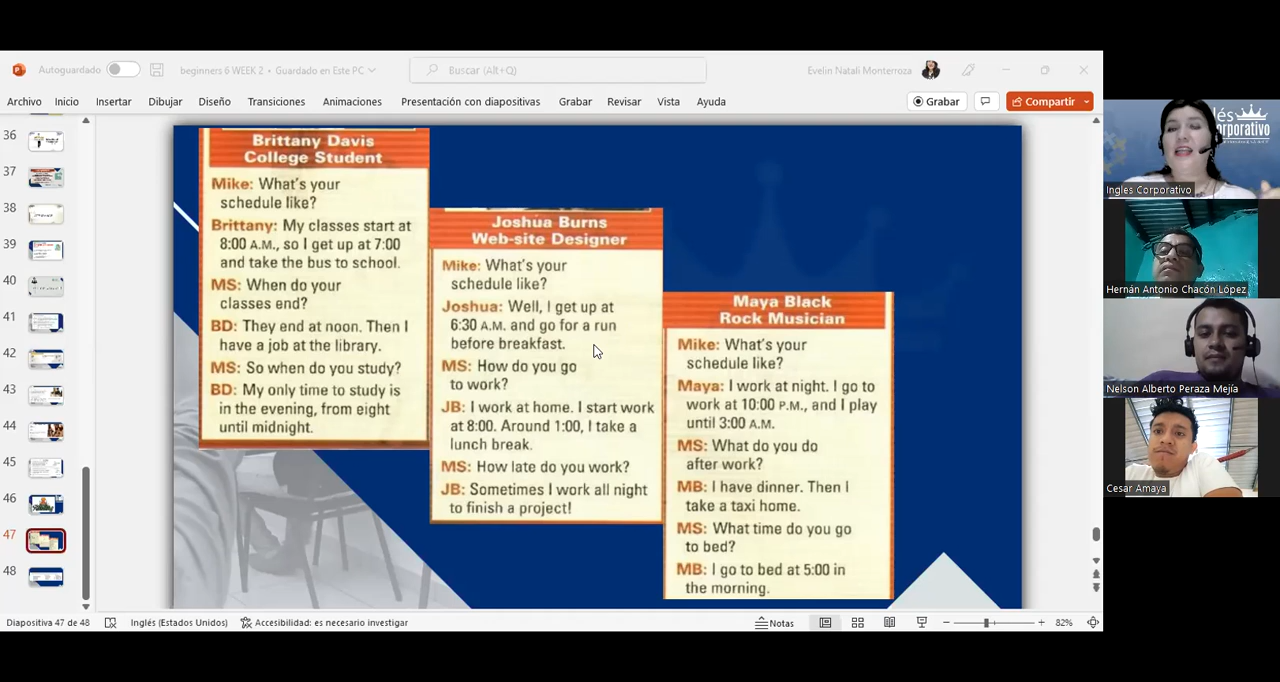 Autoguardado
beginners 6 WEEK 2 • Guardado en Este PC
Buscar (Alt+Q)
Evelin Natali Monterroza
Archivo Inicio Insertar Dibujar Diseño Transiciones Animaciones Presentación con diapositivas Grabar Revisar Vista Ayuda
Grabar
Compartir
36
37
38
39
40
41
42
43
44
45
46
47
48
Brittany Davis
College Student
Mike: What's your
schedule like?
Brittany: My classes start at
8:00 A.M., so I get up at 7:00
and take the bus to school.
MS: When do your
classes end?
BD: They end at noon. Then I
have a job at the library.
MS: So when do you study?
BD: My only time to study is
in the evening, from eight
until midnight.
Joshua Burns
Web-site Designer
Mike: What's your
schedule like?
Joshua: Well, I get up at
6:30 A.M. and go for a run
before breakfast.
MS: How do you go
to work?
JB: I work at home. I start work
at 8:00. Around 1:00, I take a
lunch break.
MS: How late do you work?
JB: Sometimes I work all night
to finish a project!
Maya Black
Rock Musician
Mike: What's your
schedule like?
Maya: I work at night. I go to
work at 10:00 P.M., and I play
until 3:00 A.M.
MS: What do you do
after work?
MB: I have dinner. Then I
take a taxi home.
MS: What time do you go
to bed?
MB: I go to bed at 5:00 in
the morning.
Diapositiva 47 de 48
Inglés (Estados Unidos)
Accesibilidad: es necesario investigar
Notas
82%
Ingles Corporativo
Hernán Antonio Chacón López
Nelson Alberto Peraza Mejía
Cesar Amaya